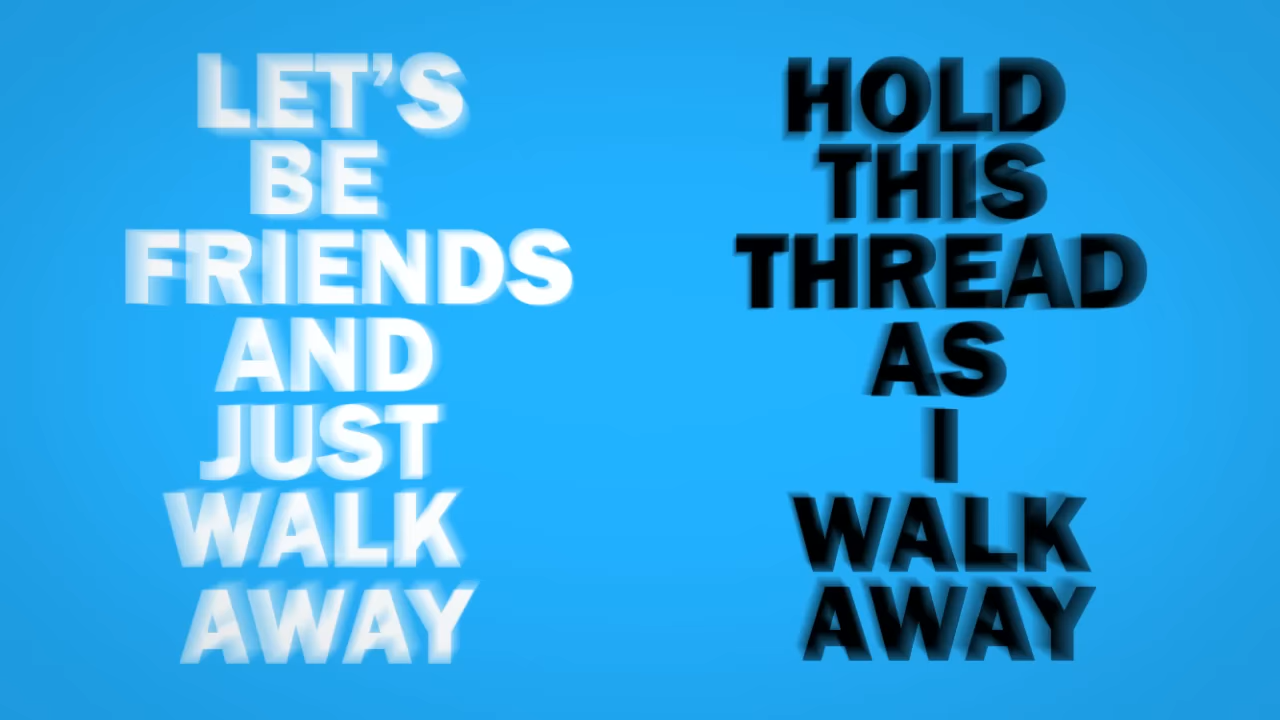 LET'S
BE
FRIENDS
AND
JUST
WALK
AWAY
HOLD
THIS
THREAD
AS
I
WALK
AWAY